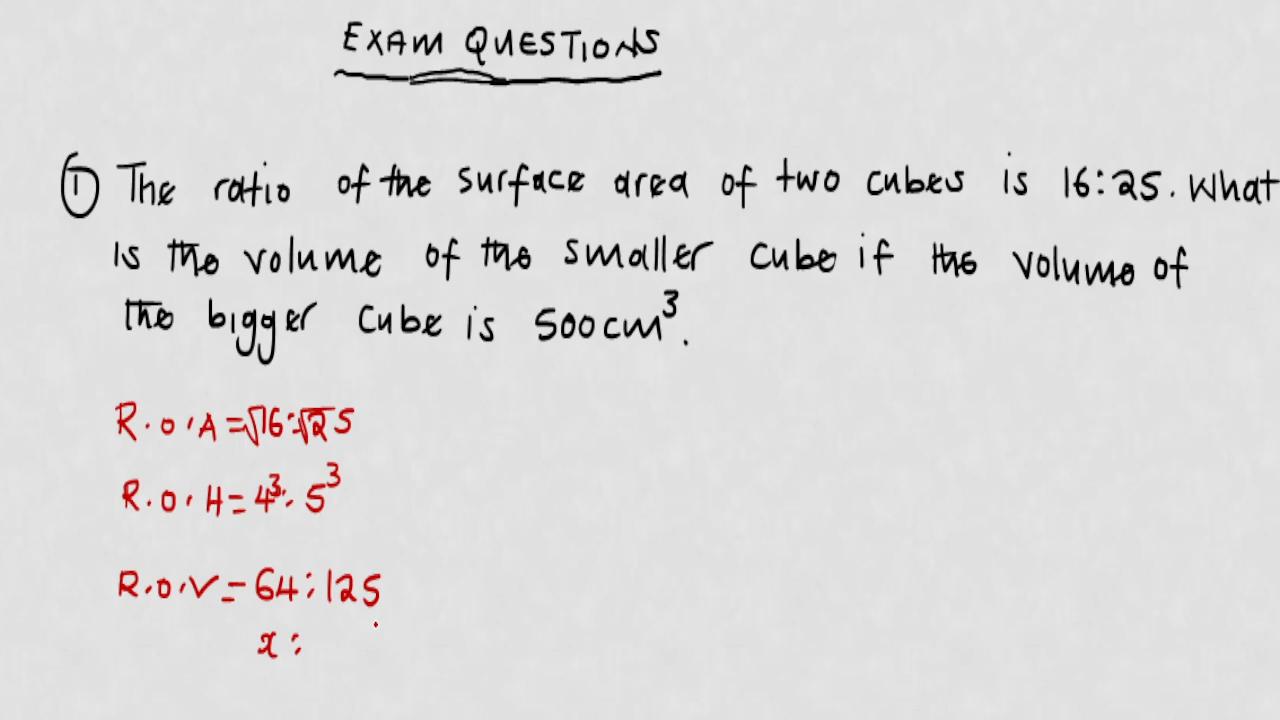 EXAM QUESTIONS
① The ratio of the surface area of two cubes is 16:25. What
is the volume of the smaller cube if the volume of
the bigger cube is 500cm³.
R.O.A = √16:√25
R.O.H = 4³: 5³
R.O.V = 64:125
x :